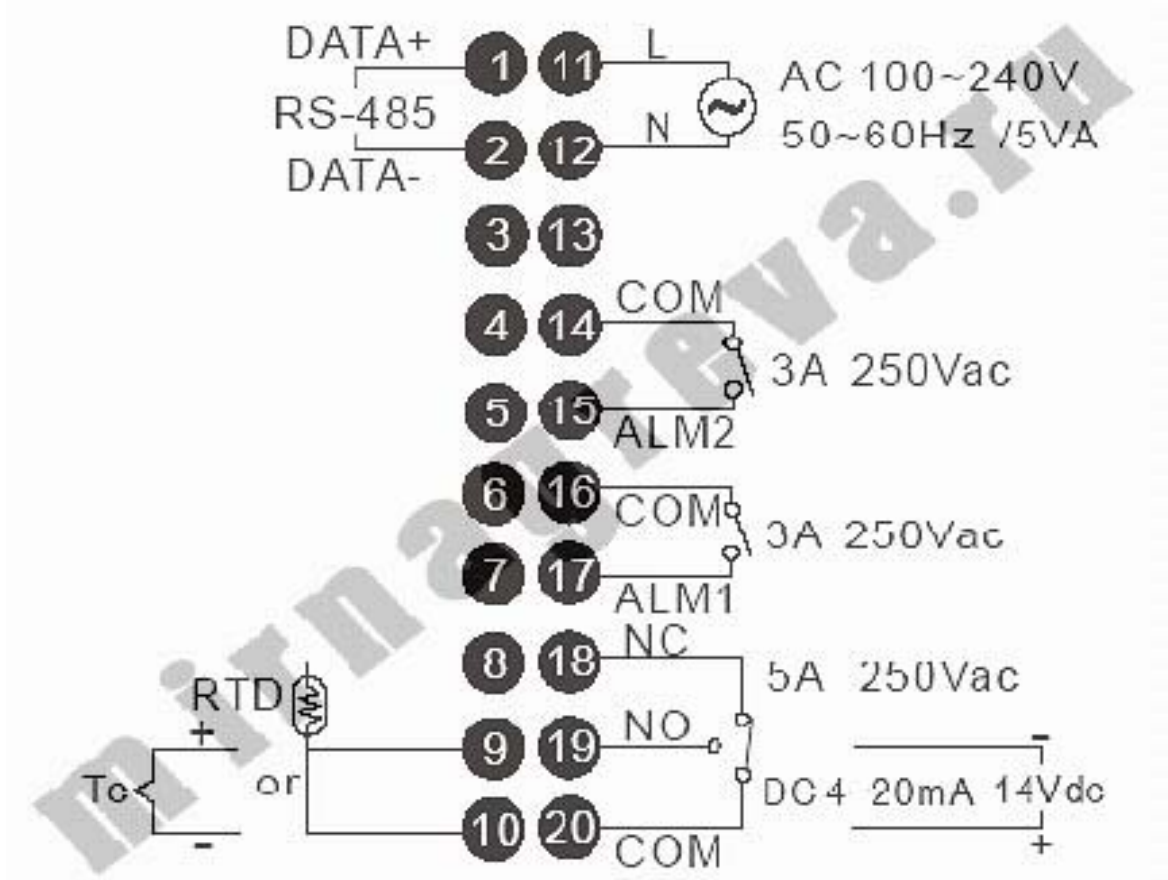 DATA+
RS-485
DATA-
1 11
2 12
3 13
4 14
5 15
6 16
7 17
8 18
9 19
10 20
L
N
AC 100~240V
50~60Hz /5VA
COM
3A 250Vac
ALM2
COM
3A 250Vac
ALM1
NC
5A 250Vac
NO
COM
DC4 20mA 14Vdc
-
+
RTD
+
Tc
or
-
mirnagreva.ru